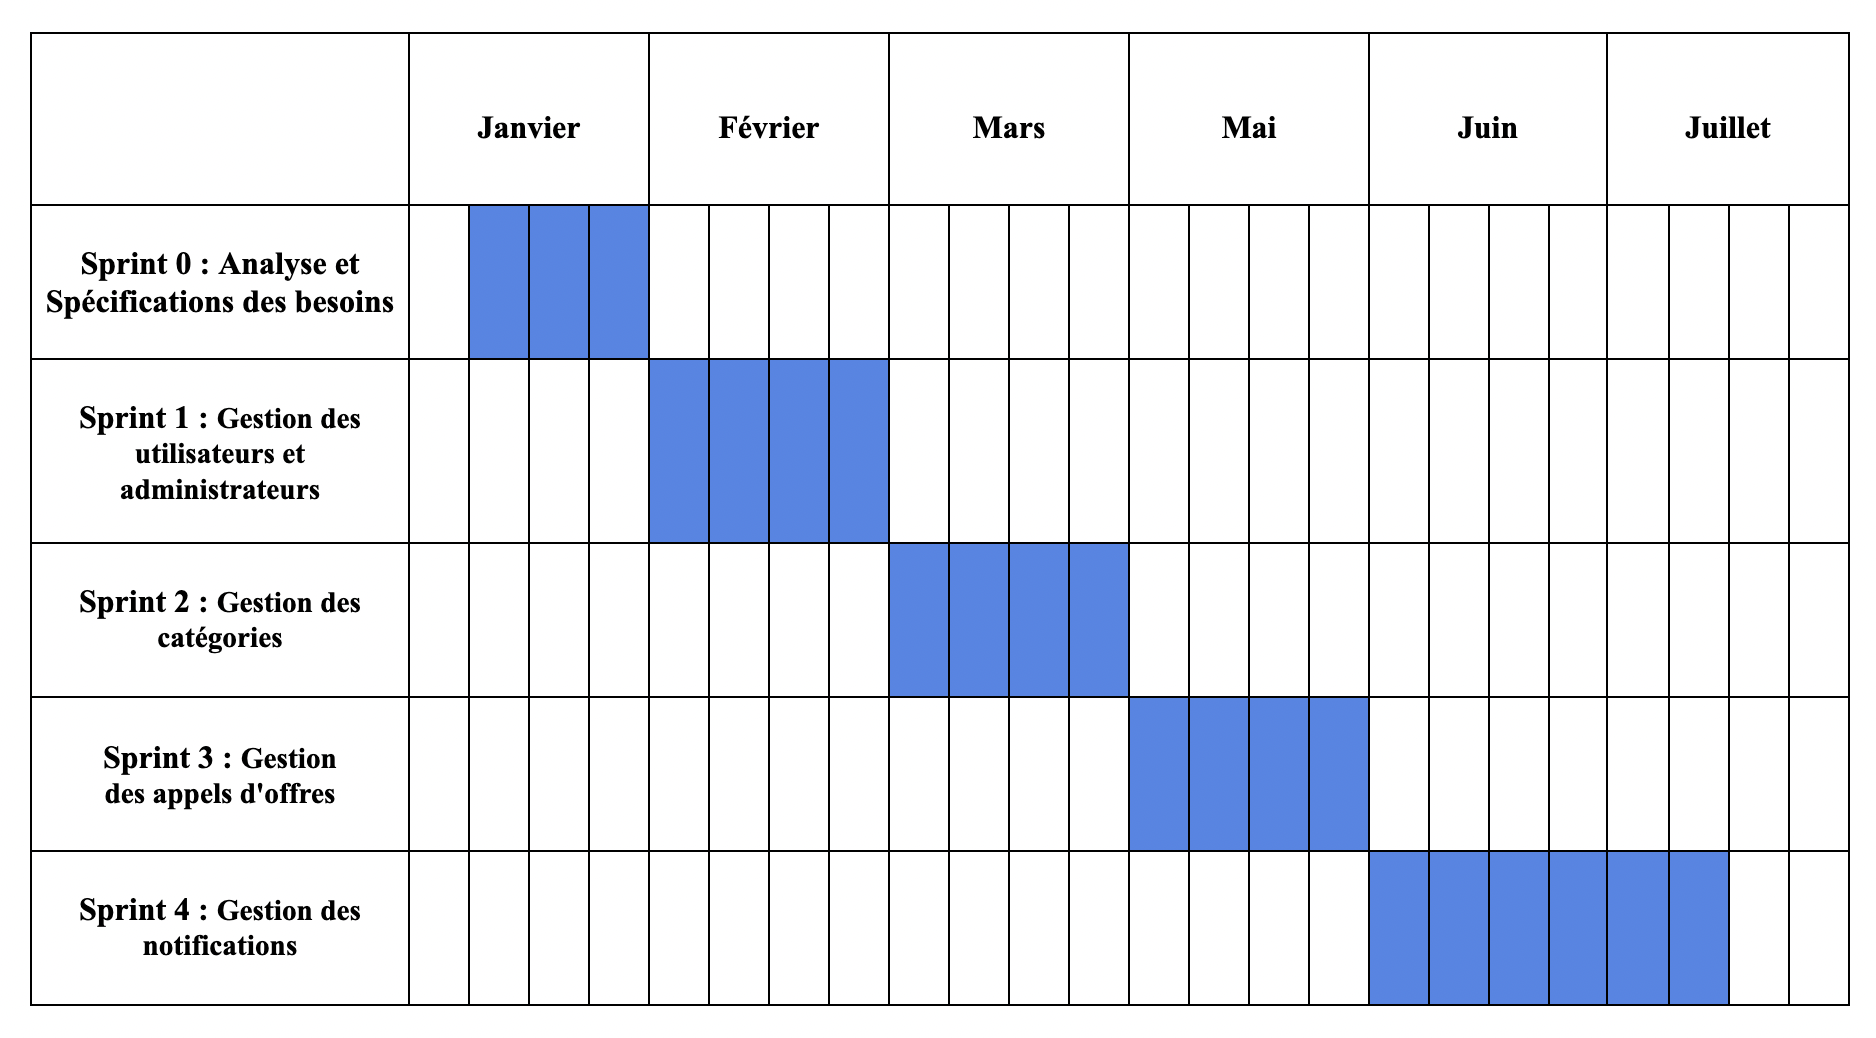 Janvier
Février
Mars
Mai
Juin
Juillet
Sprint 0 : Analyse et
Spécifications des besoins
Sprint 1 : Gestion des
utilisateurs et
administrateurs
Sprint 2 : Gestion des
catégories
Sprint 3 : Gestion
des appels d'offres
Sprint 4 : Gestion des
notifications